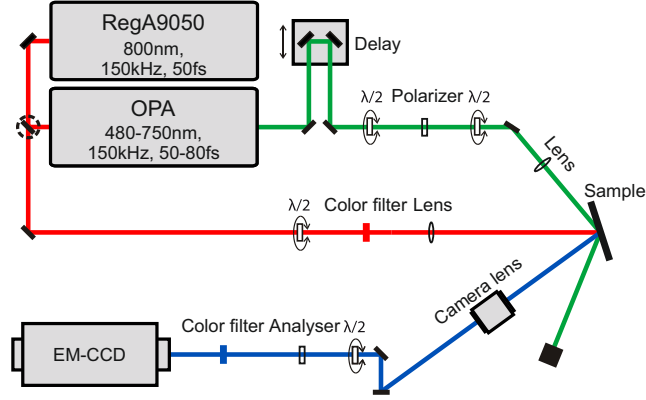 RegA9050
800nm,
150kHz, 50fs
Delay
OPA
480-750nm,
150kHz, 50-80fs
λ/2 Polarizer λ/2
Lens
Sample
λ/2 Color filter Lens
Camera lens
Color filter Analyser λ/2
EM-CCD